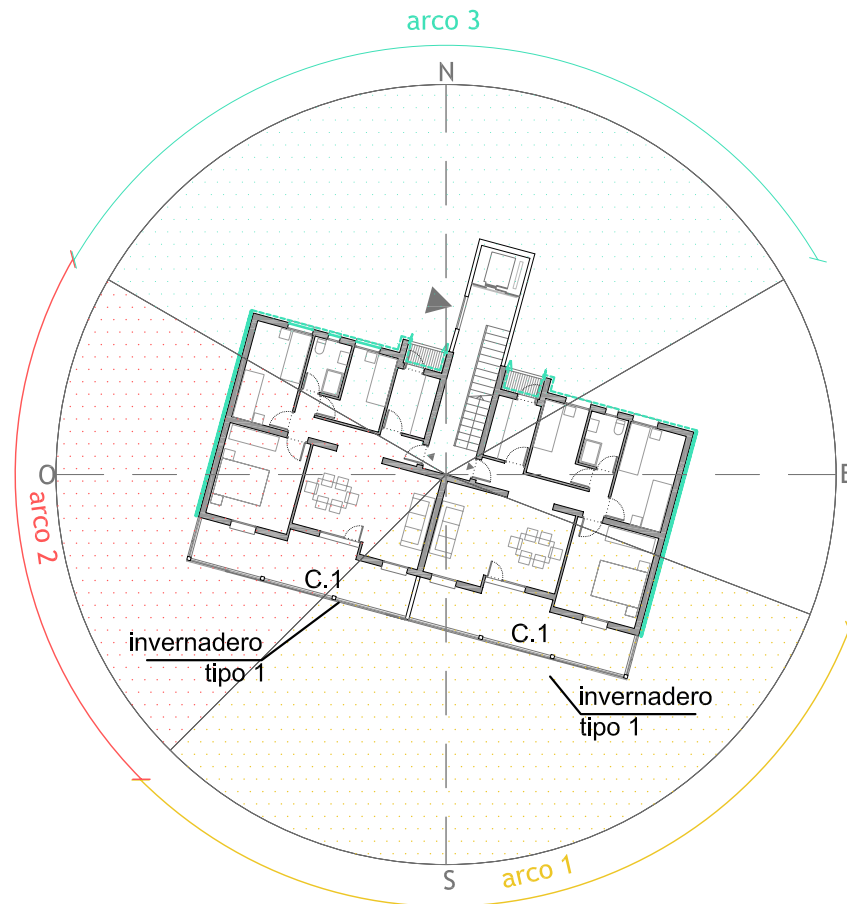 arco 3
N
O
E
arco 2
C.1
C.1
invernadero
tipo 1
invernadero
tipo 1
arco 1
S